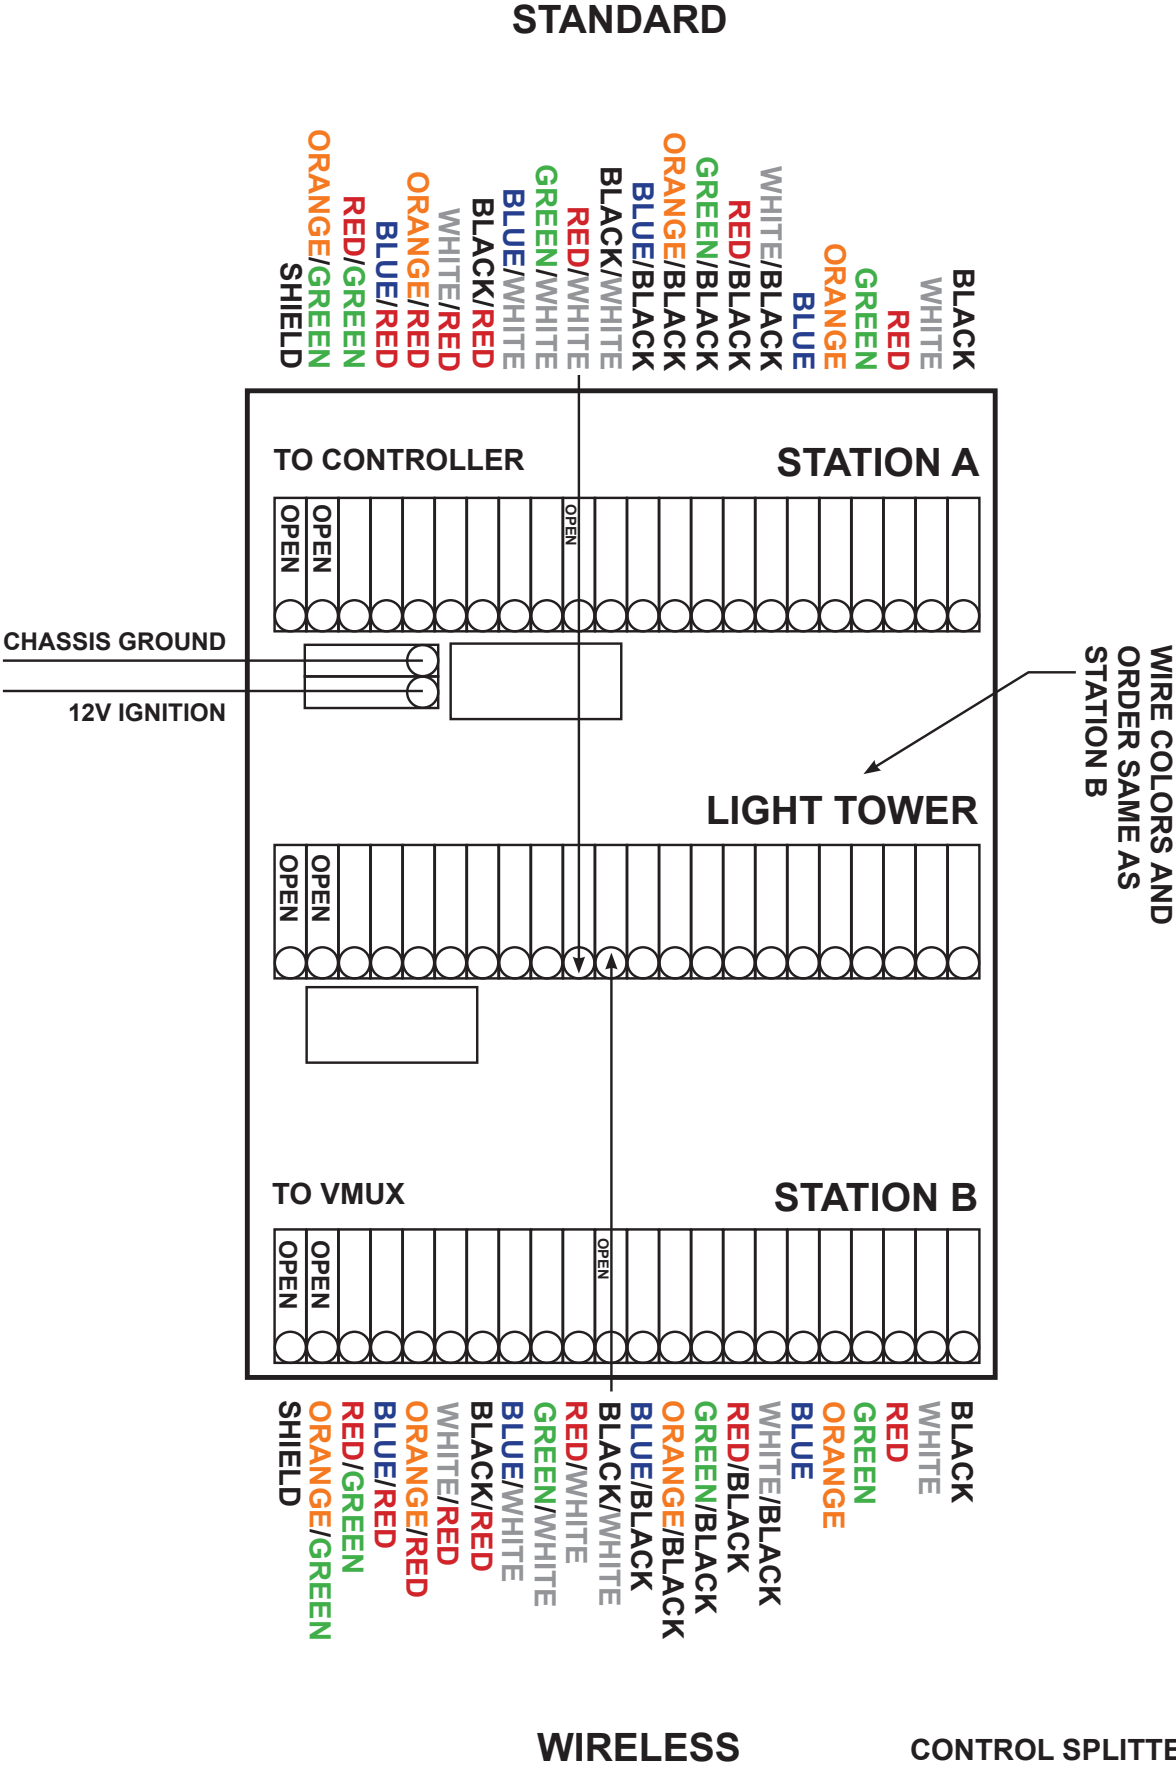 STANDARD
SHIELD
ORANGE/GREEN
RED/GREEN
BLUE/RED
ORANGE/RED
WHITE/RED
BLACK/RED
BLUE/WHITE
GREEN/WHITE
RED/WHITE
BLACK/WHITE
BLUE/BLACK
ORANGE/BLACK
GREEN/BLACK
RED/BLACK
WHITE/BLACK
BLUE
ORANGE
GREEN
RED
WHITE
BLACK
TO CONTROLLER
STATION A
OPEN
OPEN
OPEN
CHASSIS GROUND
12V IGNITION
WIRE COLORS AND
ORDER SAME AS
STATION B
LIGHT TOWER
OPEN
OPEN
TO VMUX
STATION B
OPEN
OPEN
OPEN
SHIELD
ORANGE/GREEN
RED/GREEN
BLUE/RED
ORANGE/RED
WHITE/RED
BLACK/RED
BLUE/WHITE
GREEN/WHITE
RED/WHITE
BLACK/WHITE
BLUE/BLACK
ORANGE/BLACK
GREEN/BLACK
RED/BLACK
WHITE/BLACK
BLUE
ORANGE
GREEN
RED
WHITE
BLACK
WIRELESS
CONTROL SPLITTE